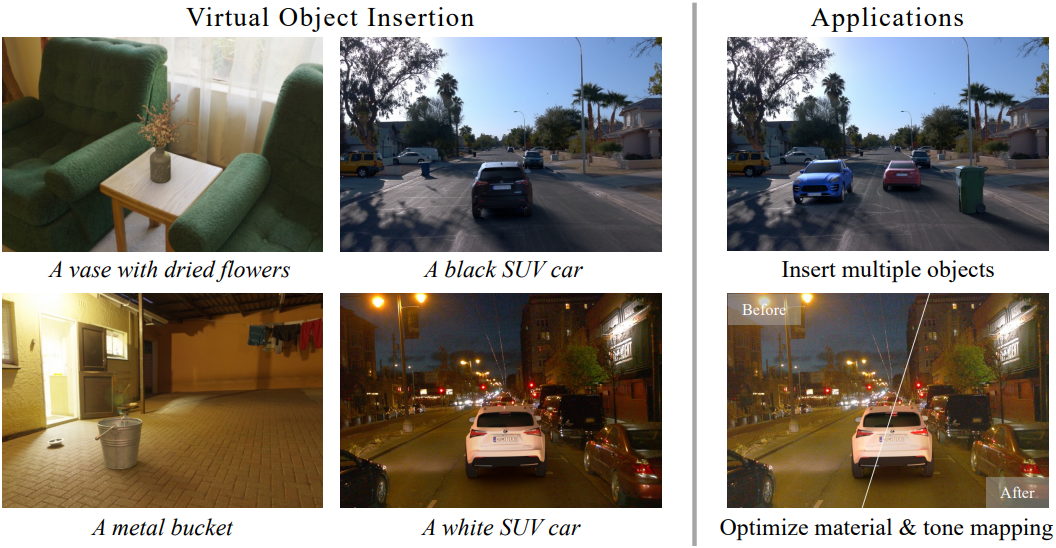 Virtual Object Insertion
Applications
A vase with dried flowers
A black SUV car
Insert multiple objects
Before
After
A metal bucket
A white SUV car
Optimize material & tone mapping